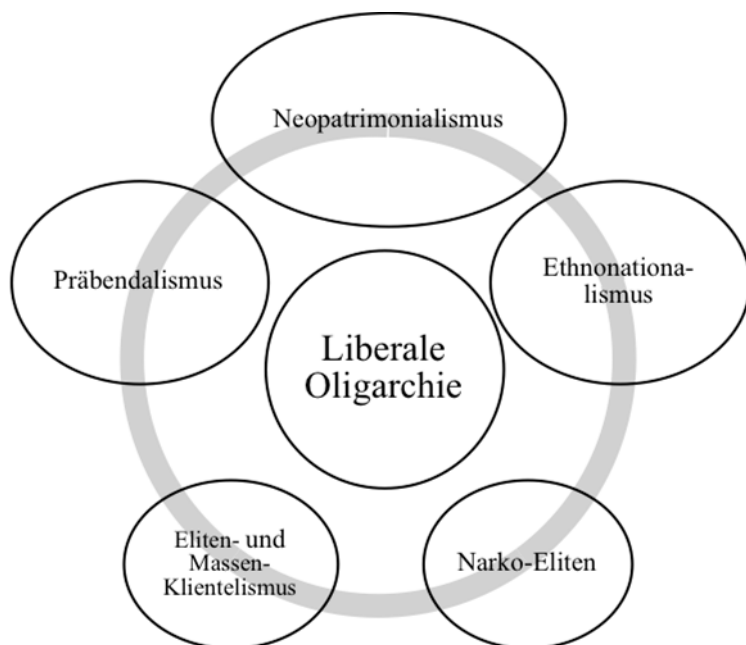 Neopatrimonialismus
Präbendalismus
Ethnonationa-
lismus
Liberale
Oligarchie
Eliten- und
Massen-
Klientelismus
Narko-Eliten